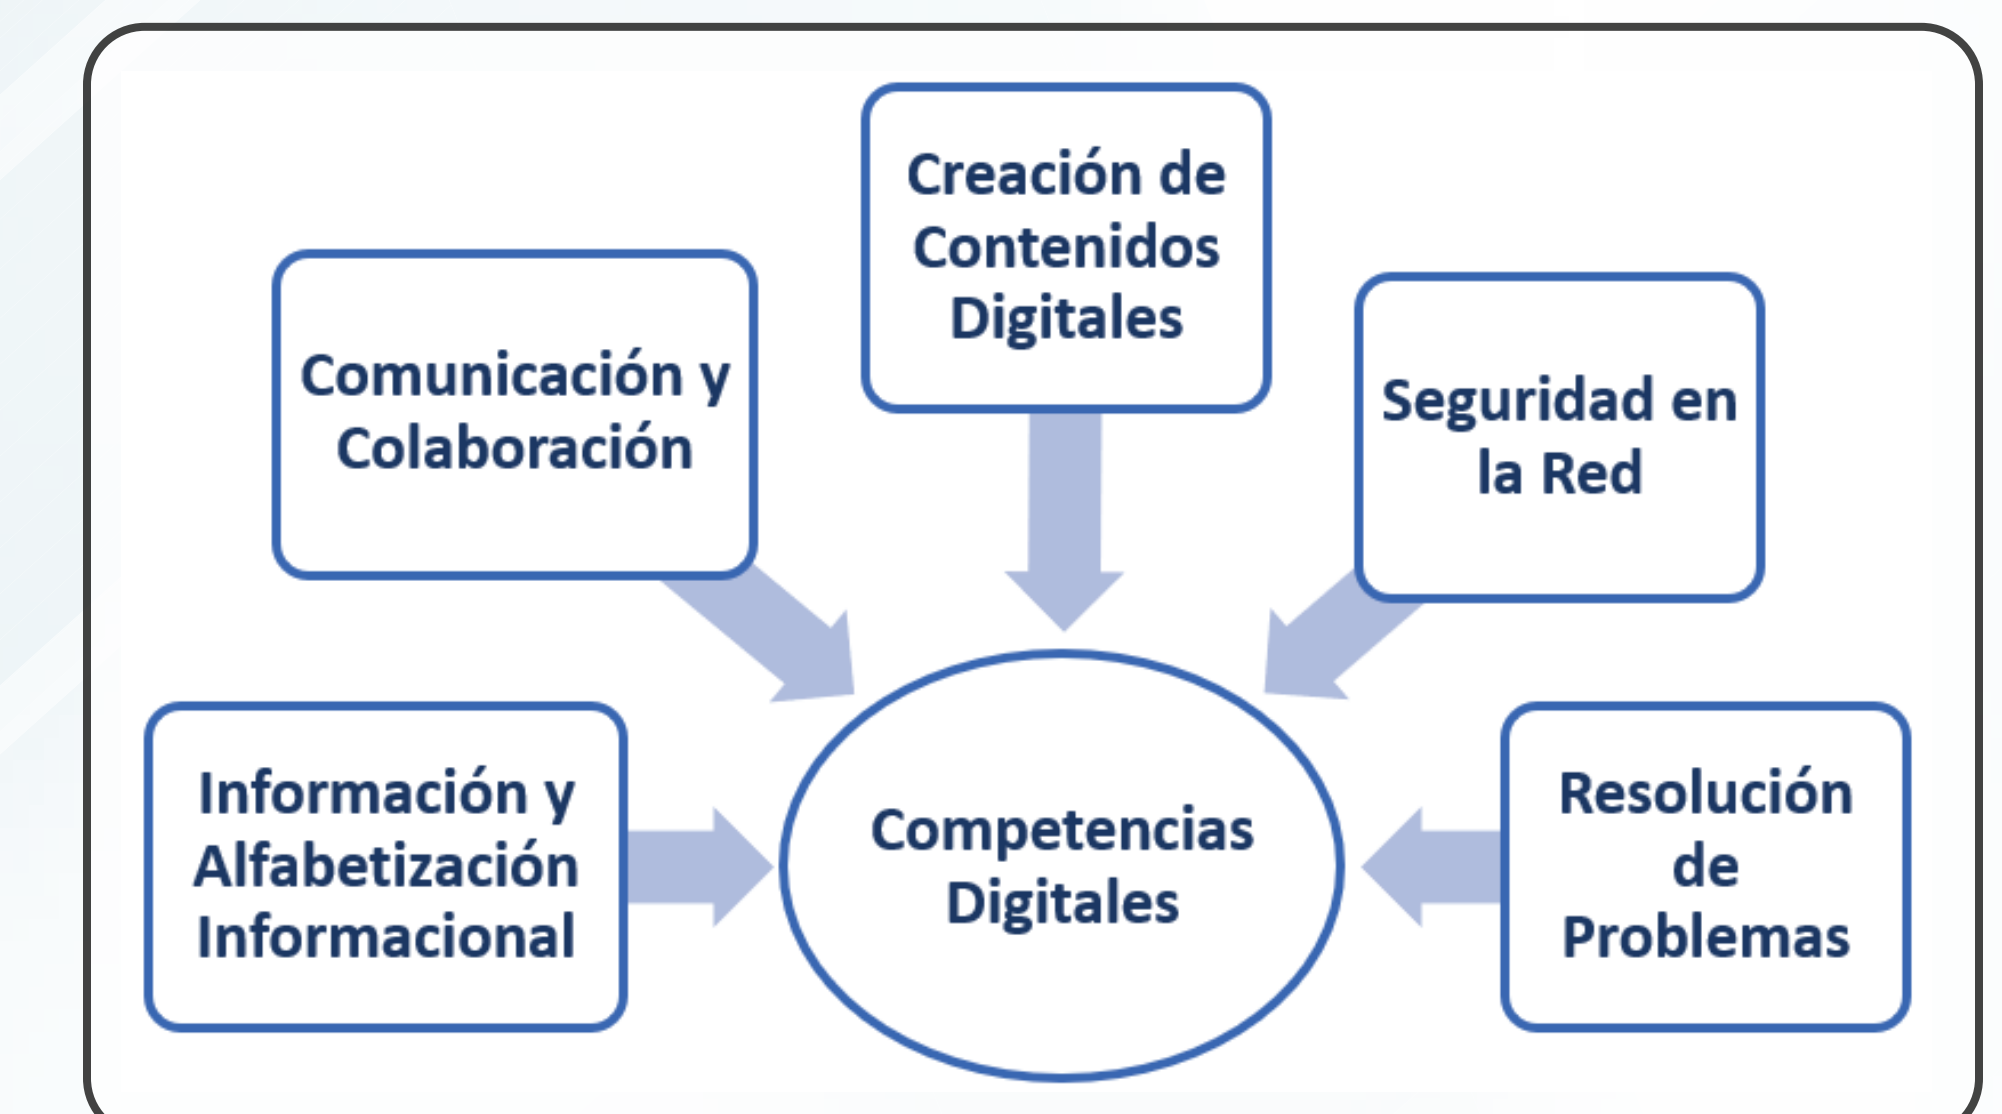 Creación de
Contenidos
Digitales
Comunicación y
Colaboración
Seguridad en
la Red
Información y
Alfabetización
Informacional
Competencias
Digitales
Resolución
de
Problemas